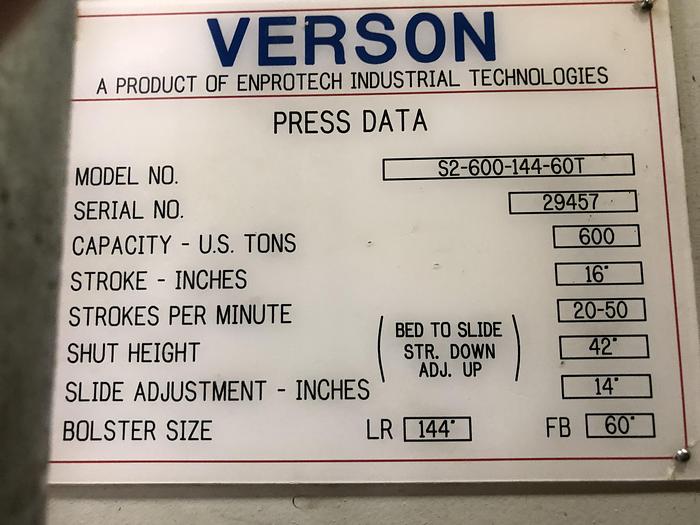 VERSON
A PRODUCT OF ENPROTECH INDUSTRIAL TECHNOLOGIES
PRESS DATA
MODEL NO. S2-600-144-60T
SERIAL NO. 29457
CAPACITY - U.S. TONS 600
STROKE - INCHES 16"
STROKES PER MINUTE 20-50
SHUT HEIGHT (BED TO SLIDE STR. DOWN ADJ. UP) 42"
SLIDE ADJUSTMENT - INCHES 14"
BOLSTER SIZE LR 144" FB 60"